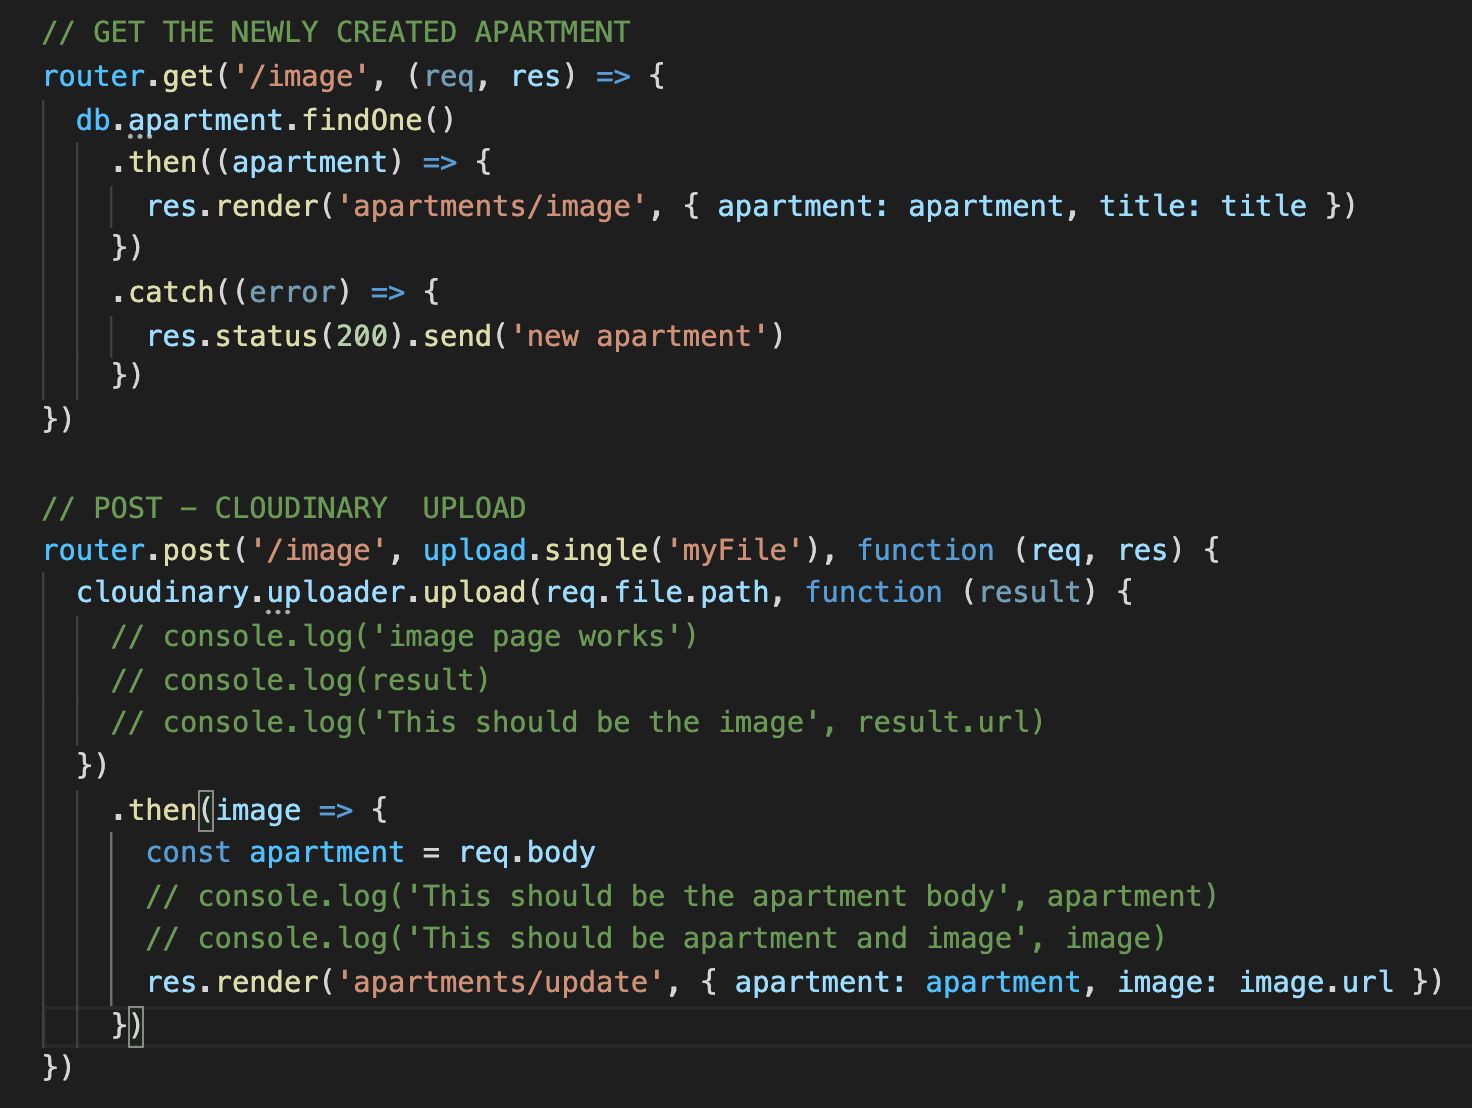 // GET THE NEWLY CREATED APARTMENT
router.get('/image', (req, res) => {
  db.apartment.findOne()
    .then((apartment) => {
      res.render('apartments/image', { apartment: apartment, title: title })
    })
    .catch((error) => {
      res.status(200).send('new apartment')
    })
})

// POST – CLOUDINARY  UPLOAD
router.post('/image', upload.single('myFile'), function (req, res) {
  cloudinary.uploader.upload(req.file.path, function (result) {
    // console.log('image page works')
    // console.log(result)
    // console.log('This should be the image', result.url)
  })
    .then(image => {
      const apartment = req.body
      // console.log('This should be the apartment body', apartment)
      // console.log('This should be apartment and image', image)
      res.render('apartments/update', { apartment: apartment, image: image.url })
    })
})